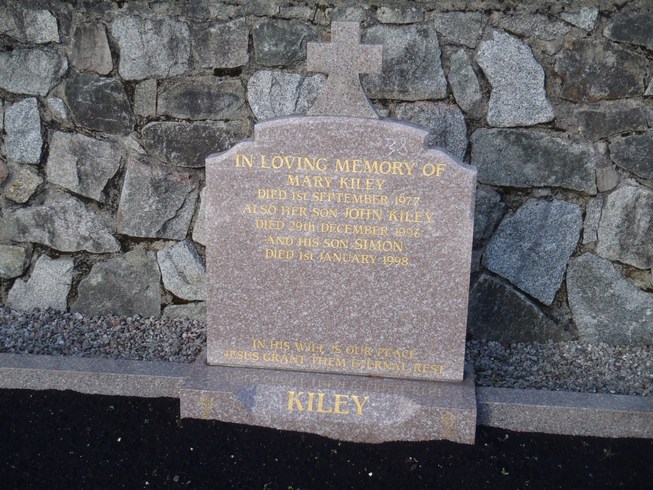 38
IN LOVING MEMORY OF
MARY KILEY
DIED 1ST SEPTEMBER 1977
ALSO HER SON JOHN KILEY
DIED 29TH DECEMBER 1996
AND HIS SON SIMON
DIED 1ST JANUARY 1998
IN HIS WILL IS OUR PEACE
JESUS GRANT THEM ETERNAL REST
KILEY